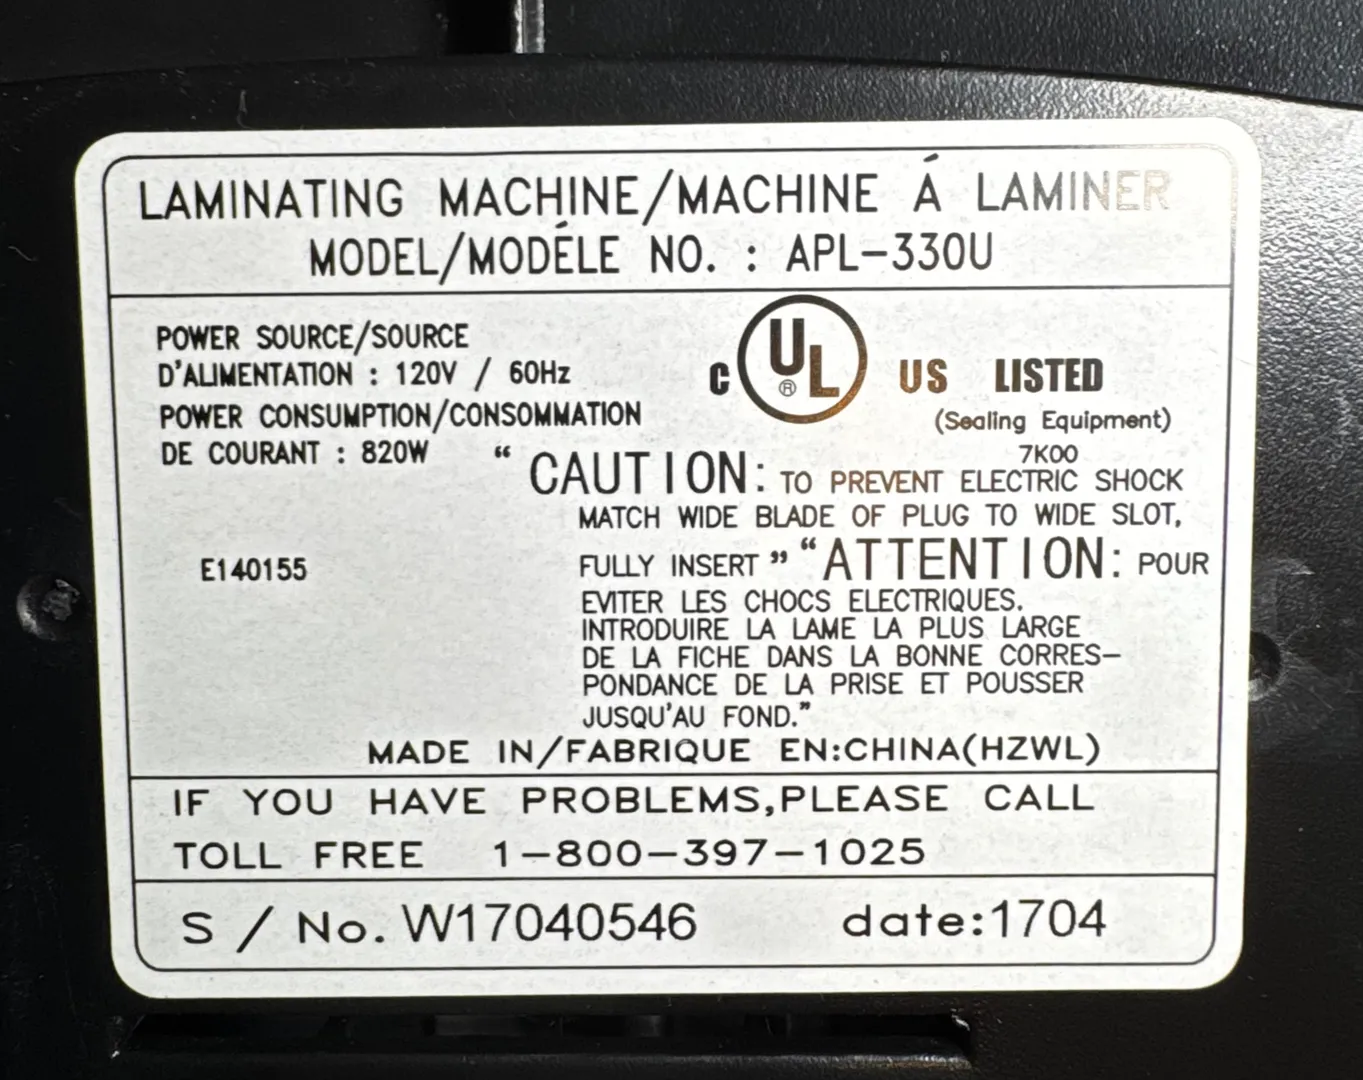 LAMINATING MACHINE/MACHINE Á LAMINER
MODEL/MODÉLE NO. : APL-330U
POWER SOURCE/SOURCE
D'ALIMENTATION : 120V / 60Hz
POWER CONSUMPTION/CONSOMMATION
DE COURANT : 820W
E140155
C UL ® US LISTED
(Sealing Equipment)
7K00
“ CAUTION: TO PREVENT ELECTRIC SHOCK
MATCH WIDE BLADE OF PLUG TO WIDE SLOT,
FULLY INSERT ” “ATTENTION: POUR
EVITER LES CHOCS ELECTRIQUES.
INTRODUIRE LA LAME LA PLUS LARGE
DE LA FICHE DANS LA BONNE CORRES-
PONDANCE DE LA PRISE ET POUSSER
JUSQU'AU FOND.”
MADE IN/FABRIQUE EN:CHINA(HZWL)
IF YOU HAVE PROBLEMS,PLEASE CALL
TOLL FREE 1-800-397-1025
S / No. W17040546 date:1704